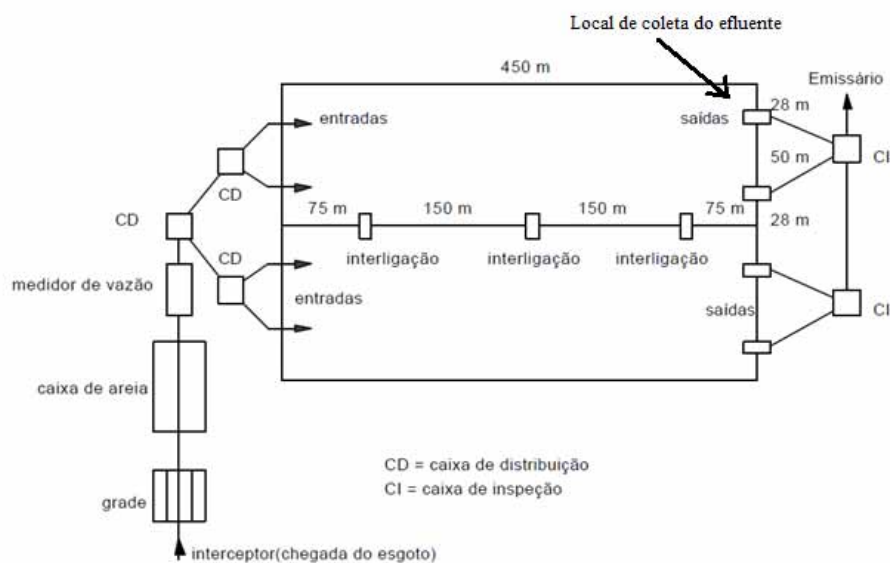 Local de coleta do efluente
450 m
Emissário
entradas
saídas
28 m
CI
50 m
CD
CD
75 m
150 m
150 m
75 m
28 m
interligação
interligação
interligação
CD
medidor de vazão
entradas
saídas
CI
caixa de areia
CD = caixa de distribuição
CI = caixa de inspeção
grade
interceptor(chegada do esgoto)